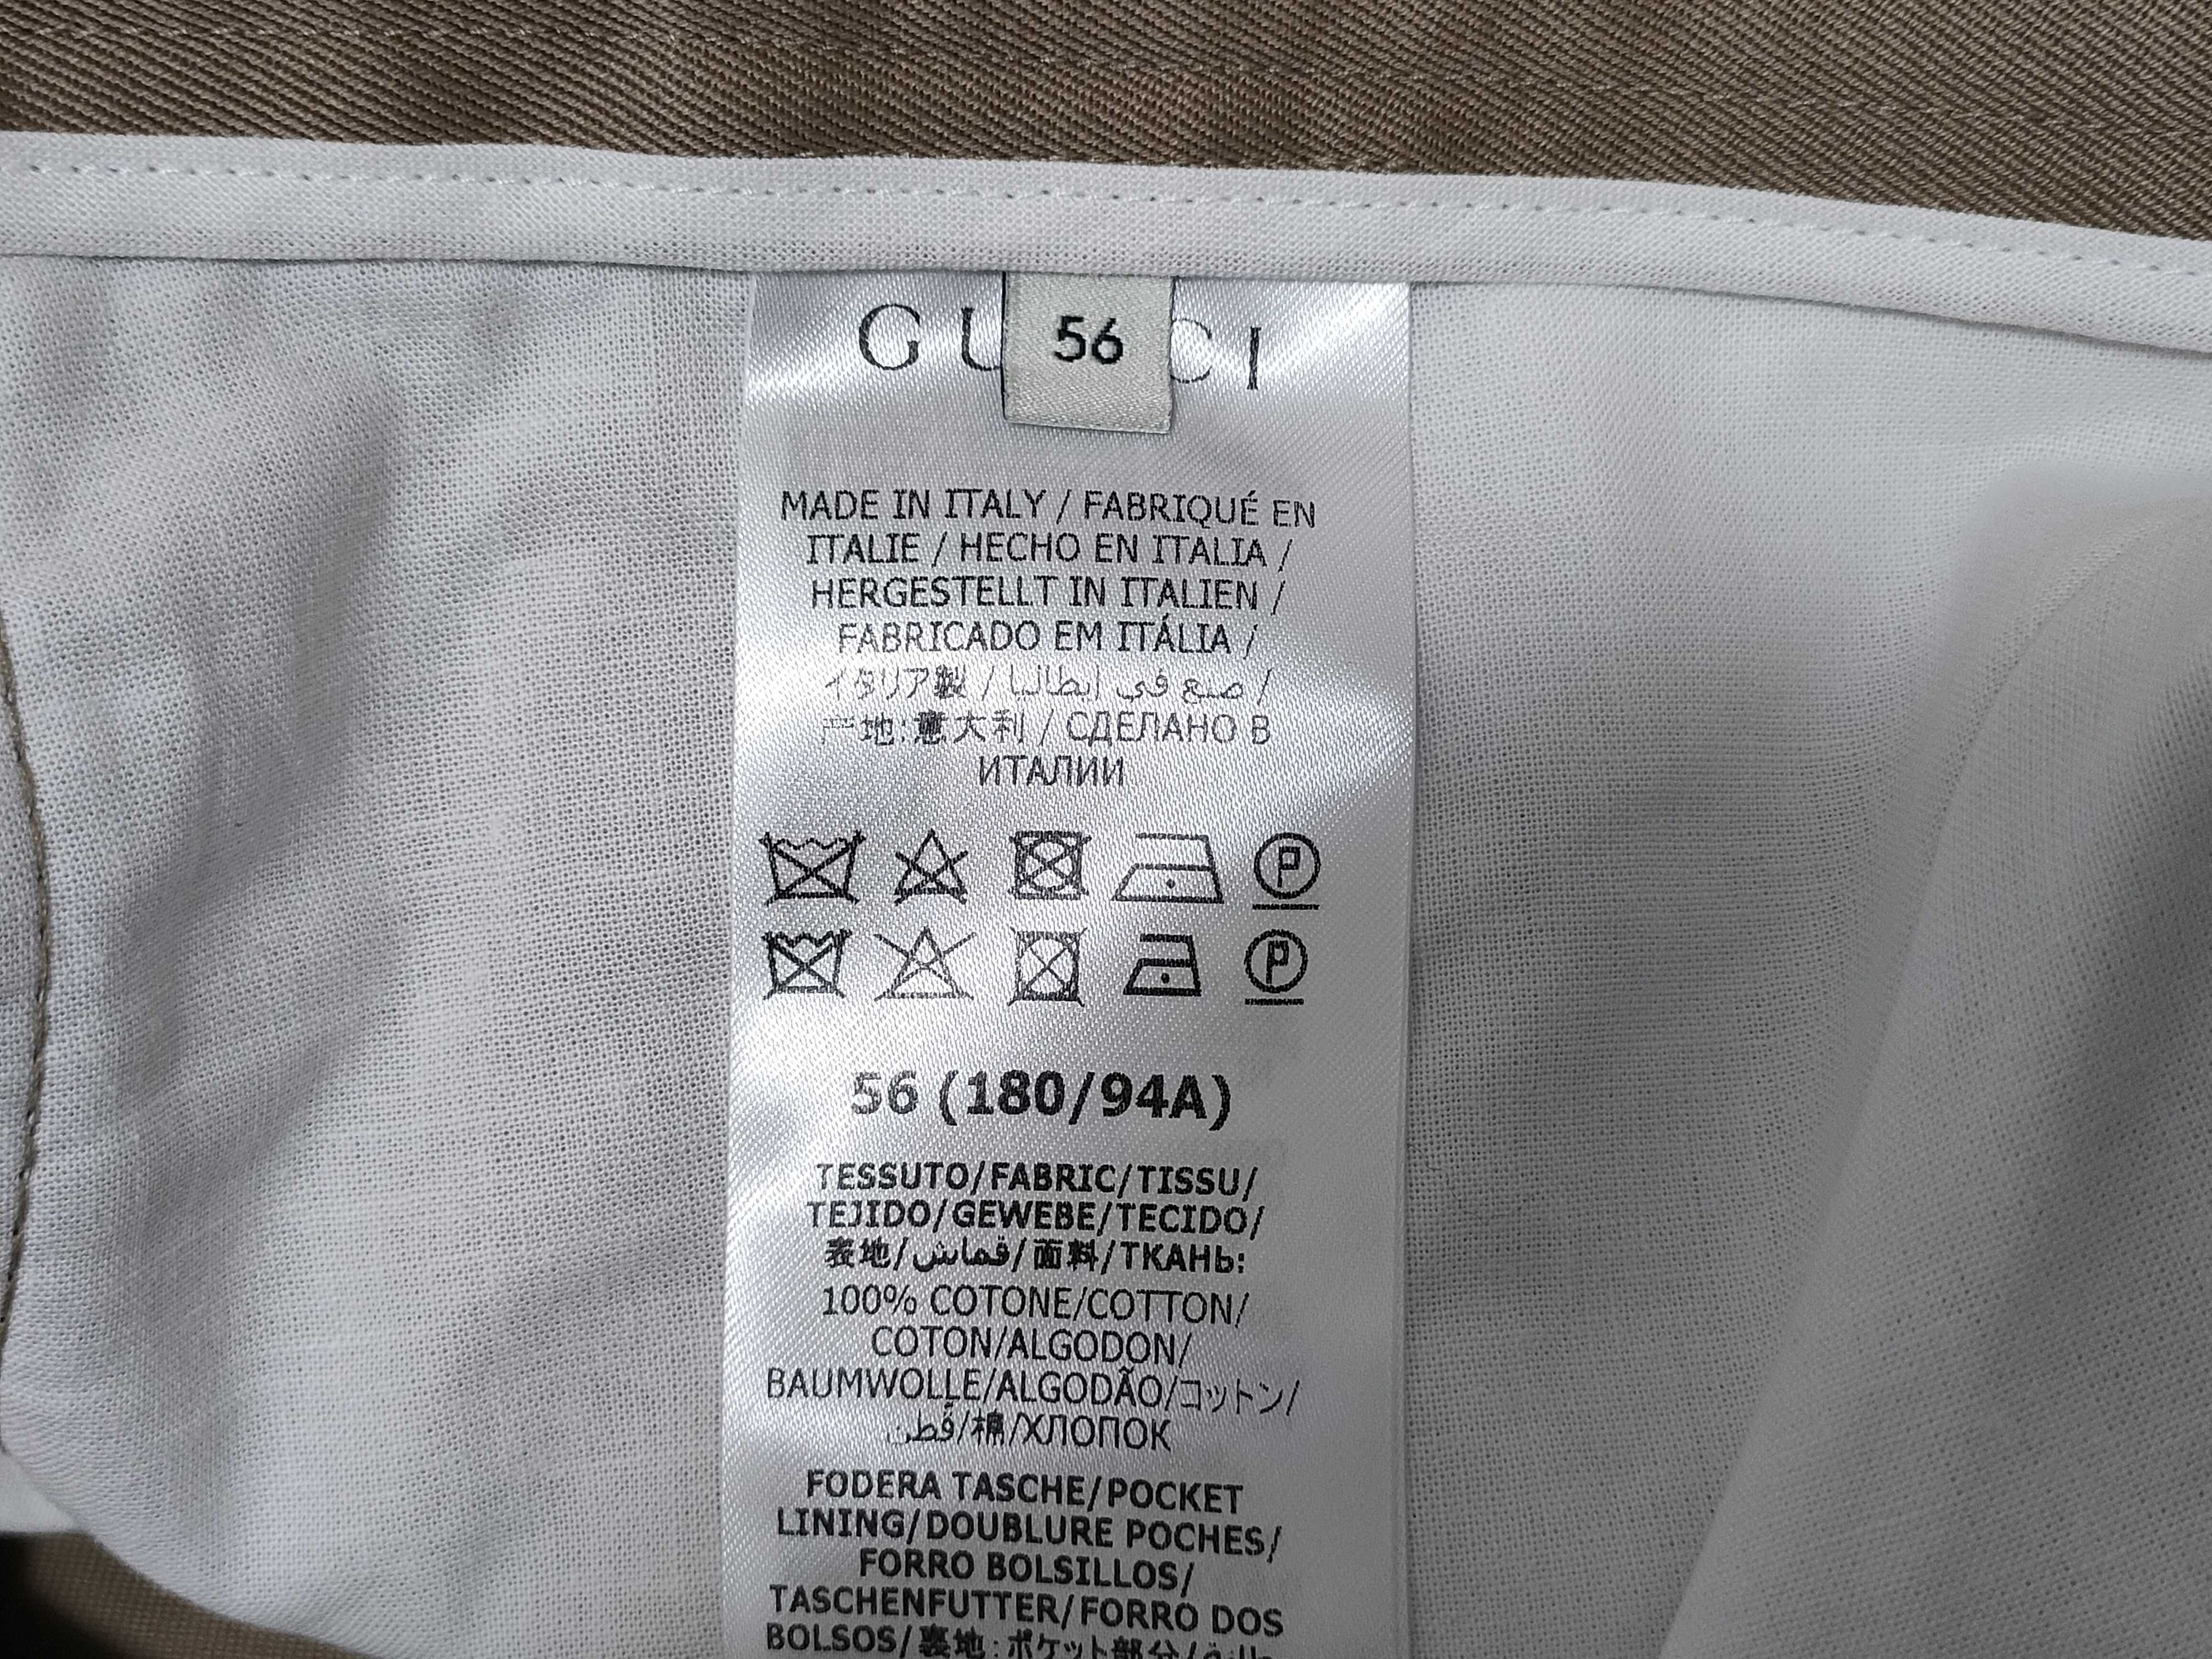 GUCCI
56
MADE IN ITALY / FABRIQUÉ EN
ITALIE / HECHO EN ITALIA /
HERGESTELLT IN ITALIEN /
FABRICADO EM ITÁLIA /
イタリア製 / صنع في إيطاليا /
产地:意大利 / СДЕЛАНО В
ИТАЛИИ
P
P
56 (180/94A)
TESSUTO/FABRIC/TISSU/
TEJIDO/GEWEBE/TECIDO/
表地/قماش/面料/ТКАНЬ:
100% COTONE/COTTON/
COTON/ALGODON/
BAUMWOLLE/ALGODÃO/コットン/
قطن/棉/ХЛОПОК
FODERA TASCHE/POCKET
LINING/DOUBLURE POCHES/
FORRO BOLSILLOS/
TASCHENFUTTER/FORRO DOS
BOLSOS/裏地:ポケット部分/